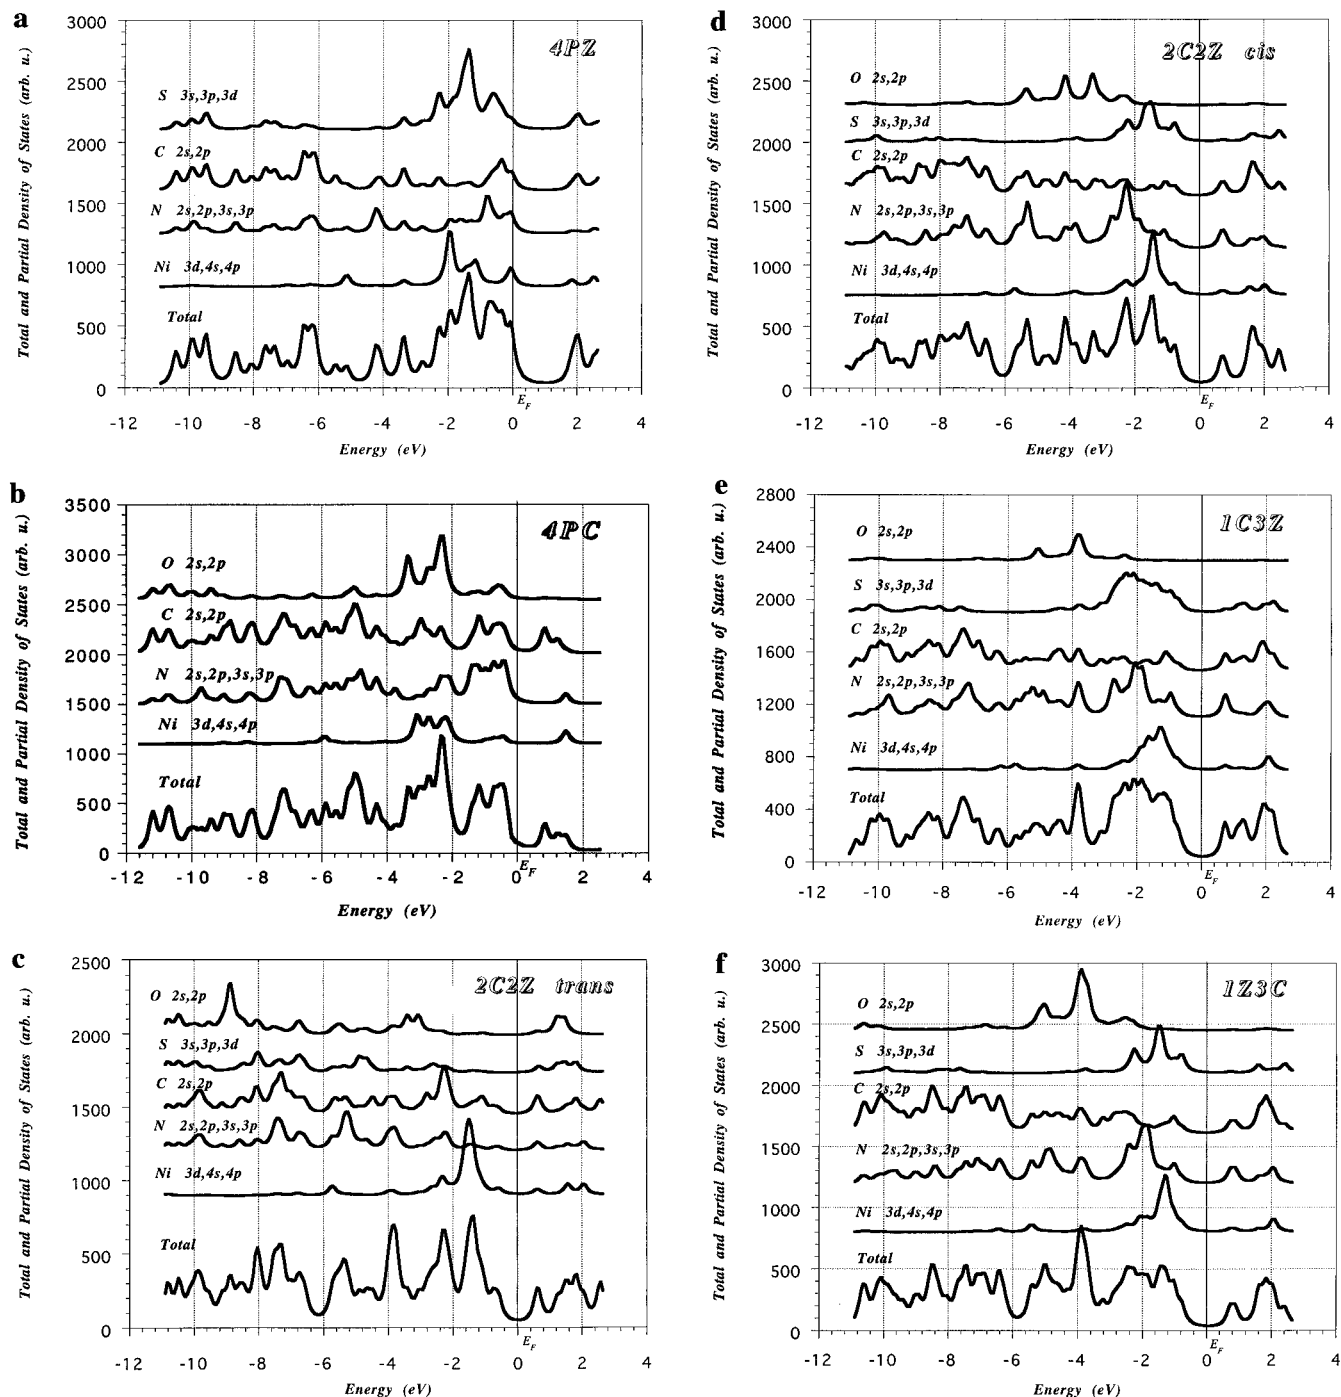 a
4PZ
Total and Partial Density of States (arb. u.)
3000
2500
2000
1500
1000
500
0
S 3s,3p,3d
C 2s,2p
N 2s,2p,3s,3p
Ni 3d,4s,4p
Total
E_F
-12 -10 -8 -6 -4 -2 0 2 4
Energy (eV)
b
4PC
Total and Partial Density of States (arb. u.)
3500
3000
2500
2000
1500
1000
500
0
O 2s,2p
C 2s,2p
N 2s,2p,3s,3p
Ni 3d,4s,4p
Total
E_F
-12 -10 -8 -6 -4 -2 0 2 4
Energy (eV)
c
2C2Z trans
Total and Partial Density of States (arb. u.)
2500
2000
1500
1000
500
0
O 2s,2p
S 3s,3p,3d
C 2s,2p
N 2s,2p,3s,3p
Ni 3d,4s,4p
Total
E_F
-12 -10 -8 -6 -4 -2 0 2 4
Energy (eV)
d
2C2Z cis
Total and Partial Density of States (arb. u.)
3000
2500
2000
1500
1000
500
0
O 2s,2p
S 3s,3p,3d
C 2s,2p
N 2s,2p,3s,3p
Ni 3d,4s,4p
Total
E_F
-12 -10 -8 -6 -4 -2 0 2 4
Energy (eV)
e
1C3Z
Total and Partial Density of States (arb. u.)
2800
2400
2000
1600
1200
800
400
0
O 2s,2p
S 3s,3p,3d
C 2s,2p
N 2s,2p,3s,3p
Ni 3d,4s,4p
Total
E_F
-12 -10 -8 -6 -4 -2 0 2 4
Energy (eV)
f
1Z3C
Total and Partial Density of States (arb. u.)
3000
2500
2000
1500
1000
500
0
O 2s,2p
S 3s,3p,3d
C 2s,2p
N 2s,2p,3s,3p
Ni 3d,4s,4p
Total
E_F
-12 -10 -8 -6 -4 -2 0 2 4
Energy (eV)